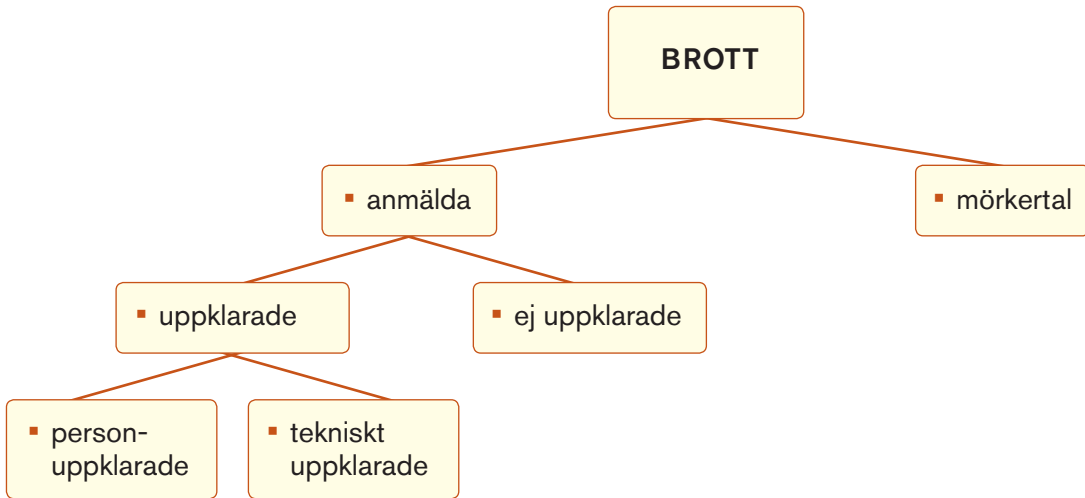 BROTT
▪ anmälda
▪ mörkertal
▪ uppklarade
▪ ej uppklarade
▪ person-
uppklarade
▪ tekniskt
uppklarade